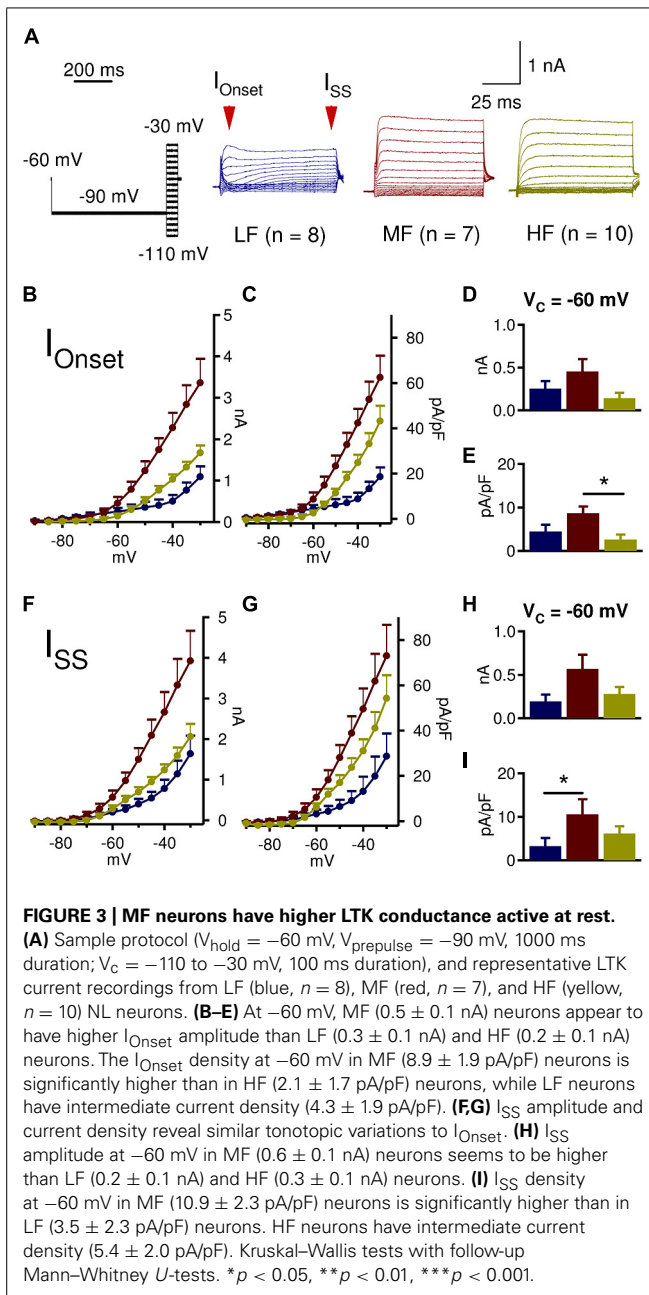 A
200 ms
I Onset
I SS
1 nA
25 ms
-60 mV
-90 mV
-30 mV
-110 mV
LF (n = 8)
MF (n = 7)
HF (n = 10)
B
I Onset
5
4
3
2
1
0
nA
-80
-60
-40
mV
C
80
60
40
20
0
pA/pF
-80
-60
-40
mV
D
V C = -60 mV
1.0
0.5
0.0
nA
E
20
10
0
pA/pF
*
F
I SS
5
4
3
2
1
0
nA
-80
-60
-40
mV
G
80
60
40
20
0
pA/pF
-80
-60
-40
mV
H
V C = -60 mV
1.0
0.5
0.0
nA
I
20
10
0
pA/pF
*
FIGURE 3 | MF neurons have higher LTK conductance active at rest.
(A) Sample protocol (Vhold = −60 mV, Vprepulse = −90 mV, 1000 ms
duration; Vc = −110 to −30 mV, 100 ms duration), and representative LTK
current recordings from LF (blue, n = 8), MF (red, n = 7), and HF (yellow,
n = 10) NL neurons. (B–E) At −60 mV, MF (0.5 ± 0.1 nA) neurons appear to
have higher IOnset amplitude than LF (0.3 ± 0.1 nA) and HF (0.2 ± 0.1 nA)
neurons. The IOnset density at −60 mV in MF (8.9 ± 1.9 pA/pF) neurons is
significantly higher than in HF (2.1 ± 1.7 pA/pF) neurons, while LF neurons
have intermediate current density (4.3 ± 1.9 pA/pF). (F,G) ISS amplitude and
current density reveal similar tonotopic variations to IOnset. (H) ISS
amplitude at −60 mV in MF (0.6 ± 0.1 nA) neurons seems to be higher
than LF (0.2 ± 0.1 nA) and HF (0.3 ± 0.1 nA) neurons. (I) ISS density
at −60 mV in MF (10.9 ± 2.3 pA/pF) neurons is significantly higher than in
LF (3.5 ± 2.3 pA/pF) neurons. HF neurons have intermediate current
density (5.4 ± 2.0 pA/pF). Kruskal–Wallis tests with follow-up
Mann–Whitney U-tests. *p < 0.05, **p < 0.01, ***p < 0.001.